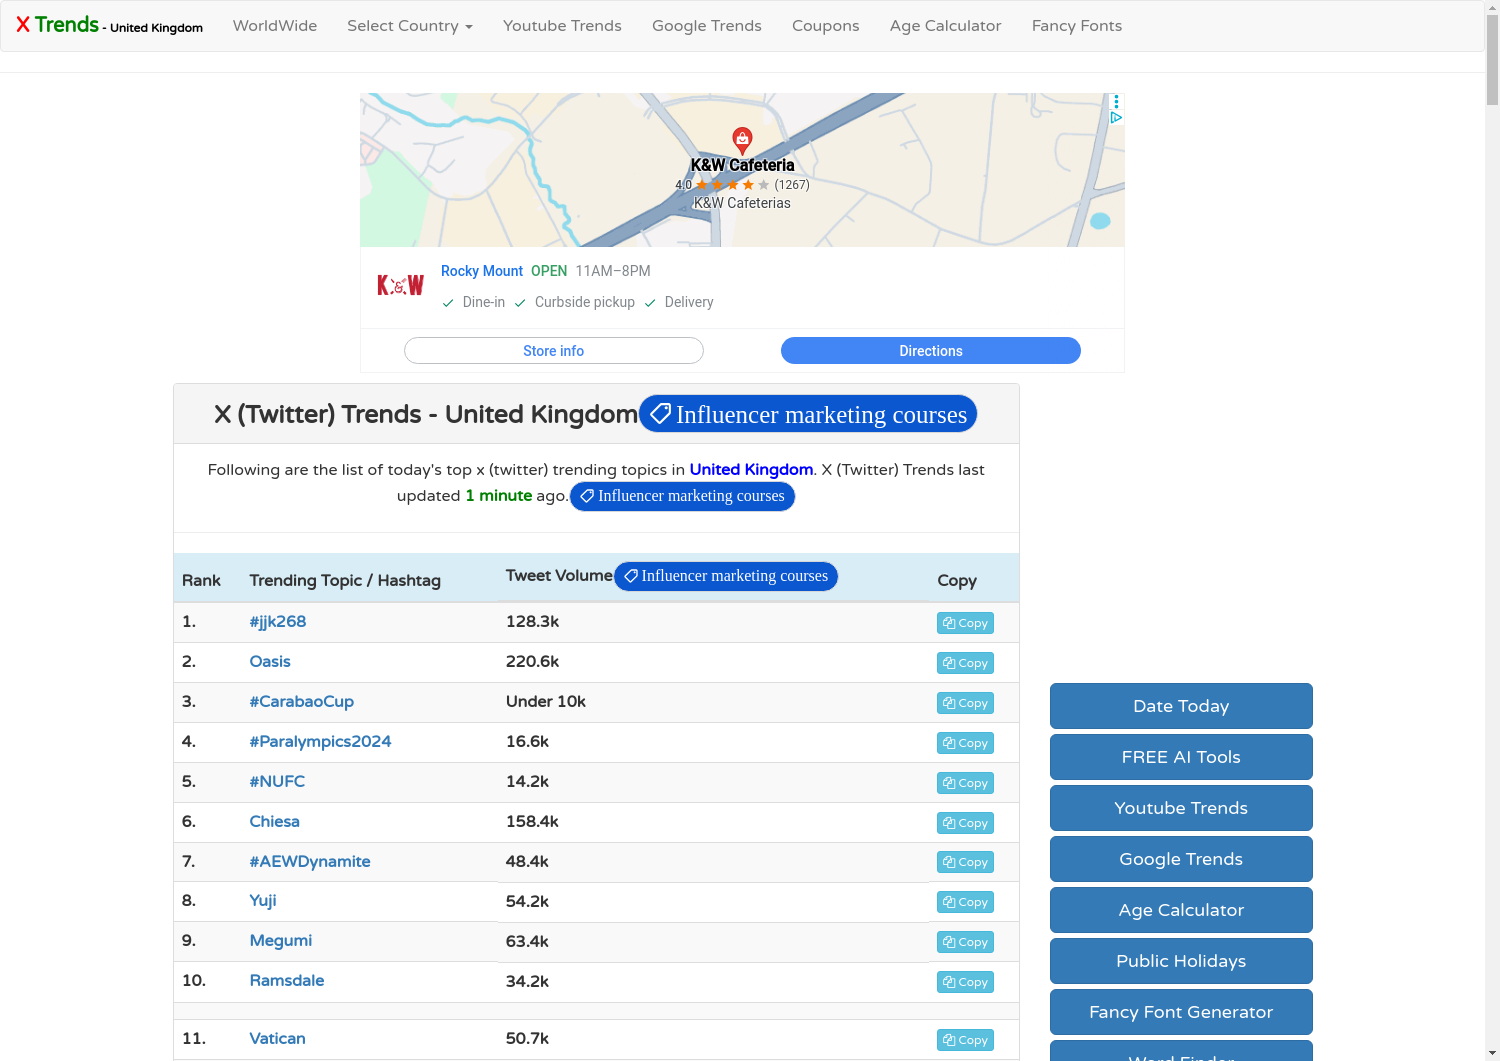 X Trends - United Kingdom
WorldWide
Select Country
Youtube Trends
Google Trends
Coupons
Age Calculator
Fancy Fonts
K&W Cafeteria
4.0 (1267)
K&W Cafeterias
K&W
Rocky Mount OPEN 11AM–8PM
Dine-in Curbside pickup Delivery
Store info
Directions
X (Twitter) Trends - United Kingdom Influencer marketing courses
Following are the list of today's top x (twitter) trending topics in United Kingdom. X (Twitter) Trends last
updated 1 minute ago. Influencer marketing courses
Rank Trending Topic / Hashtag Tweet Volume Influencer marketing courses Copy
1. #jjk268 128.3k Copy
2. Oasis 220.6k Copy
3. #CarabaoCup Under 10k Copy
4. #Paralympics2024 16.6k Copy
5. #NUFC 14.2k Copy
6. Chiesa 158.4k Copy
7. #AEWDynamite 48.4k Copy
8. Yuji 54.2k Copy
9. Megumi 63.4k Copy
10. Ramsdale 34.2k Copy
11. Vatican 50.7k Copy
Date Today
FREE AI Tools
Youtube Trends
Google Trends
Age Calculator
Public Holidays
Fancy Font Generator
Word Finder